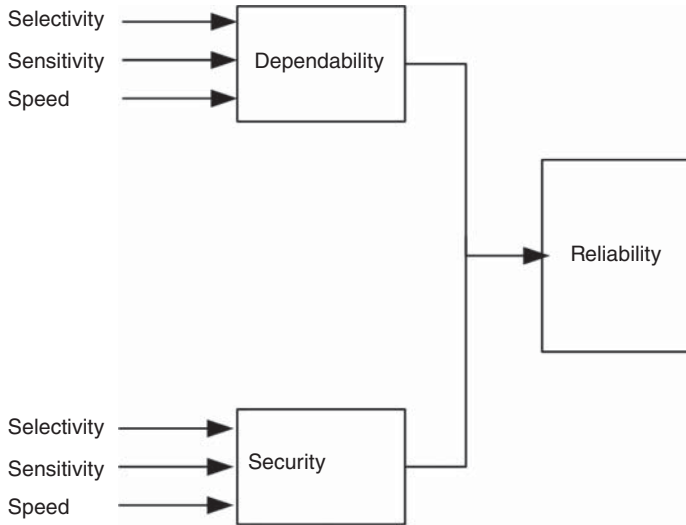 Selectivity
Sensitivity
Speed
Dependability
Reliability
Selectivity
Sensitivity
Speed
Security